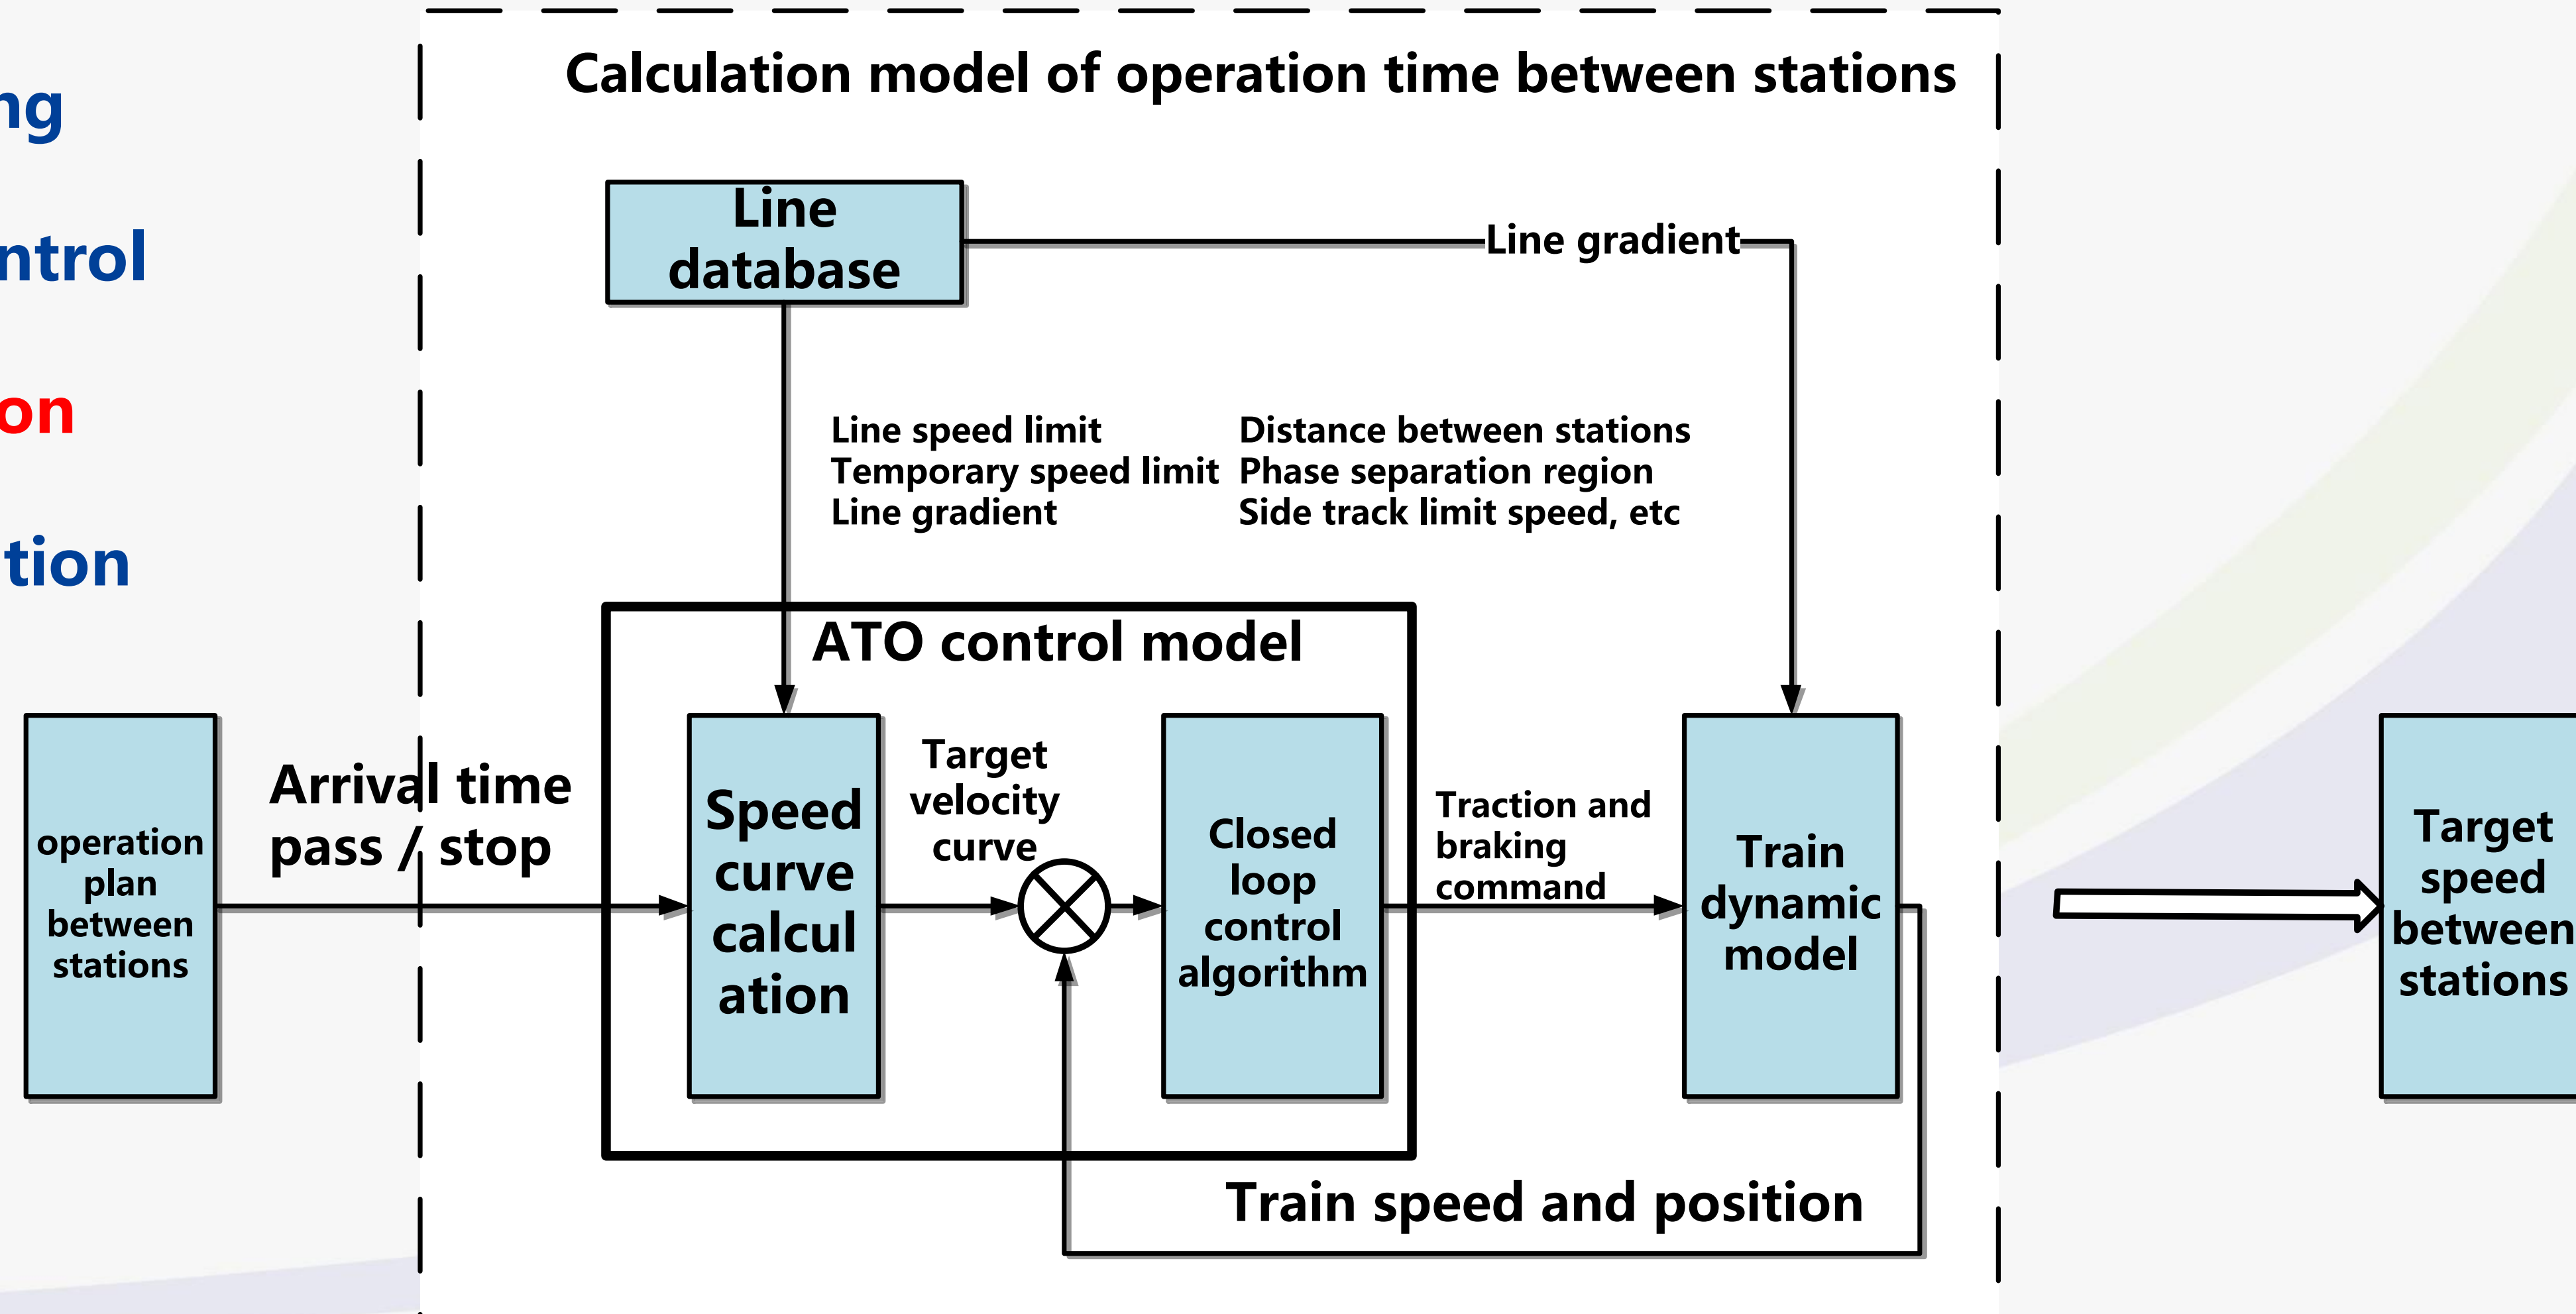 ng
ntrol
on
tion
Calculation model of operation time between stations
Line
database
Line gradient
Line speed limit
Temporary speed limit
Line gradient
Distance between stations
Phase separation region
Side track limit speed, etc
ATO control model
operation
plan
between
stations
Arrival time
pass / stop
Speed
curve
calcul
ation
Target
velocity
curve
Closed
loop
control
algorithm
Traction and
braking
command
Train
dynamic
model
Train speed and position
Target
speed
between
stations